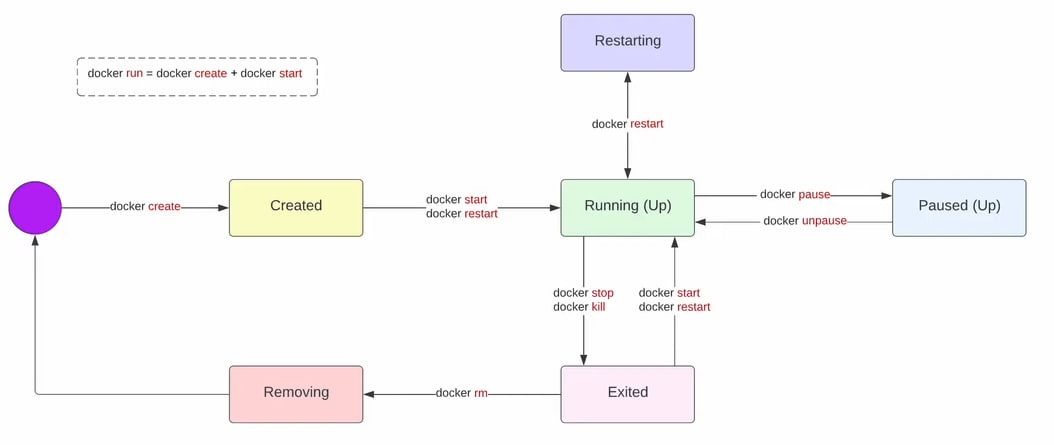 Restarting
docker run = docker create + docker start
docker restart
docker create
Created
docker start
docker restart
Running (Up)
docker pause
docker unpause
Paused (Up)
docker stop
docker kill
docker start
docker restart
Removing
docker rm
Exited